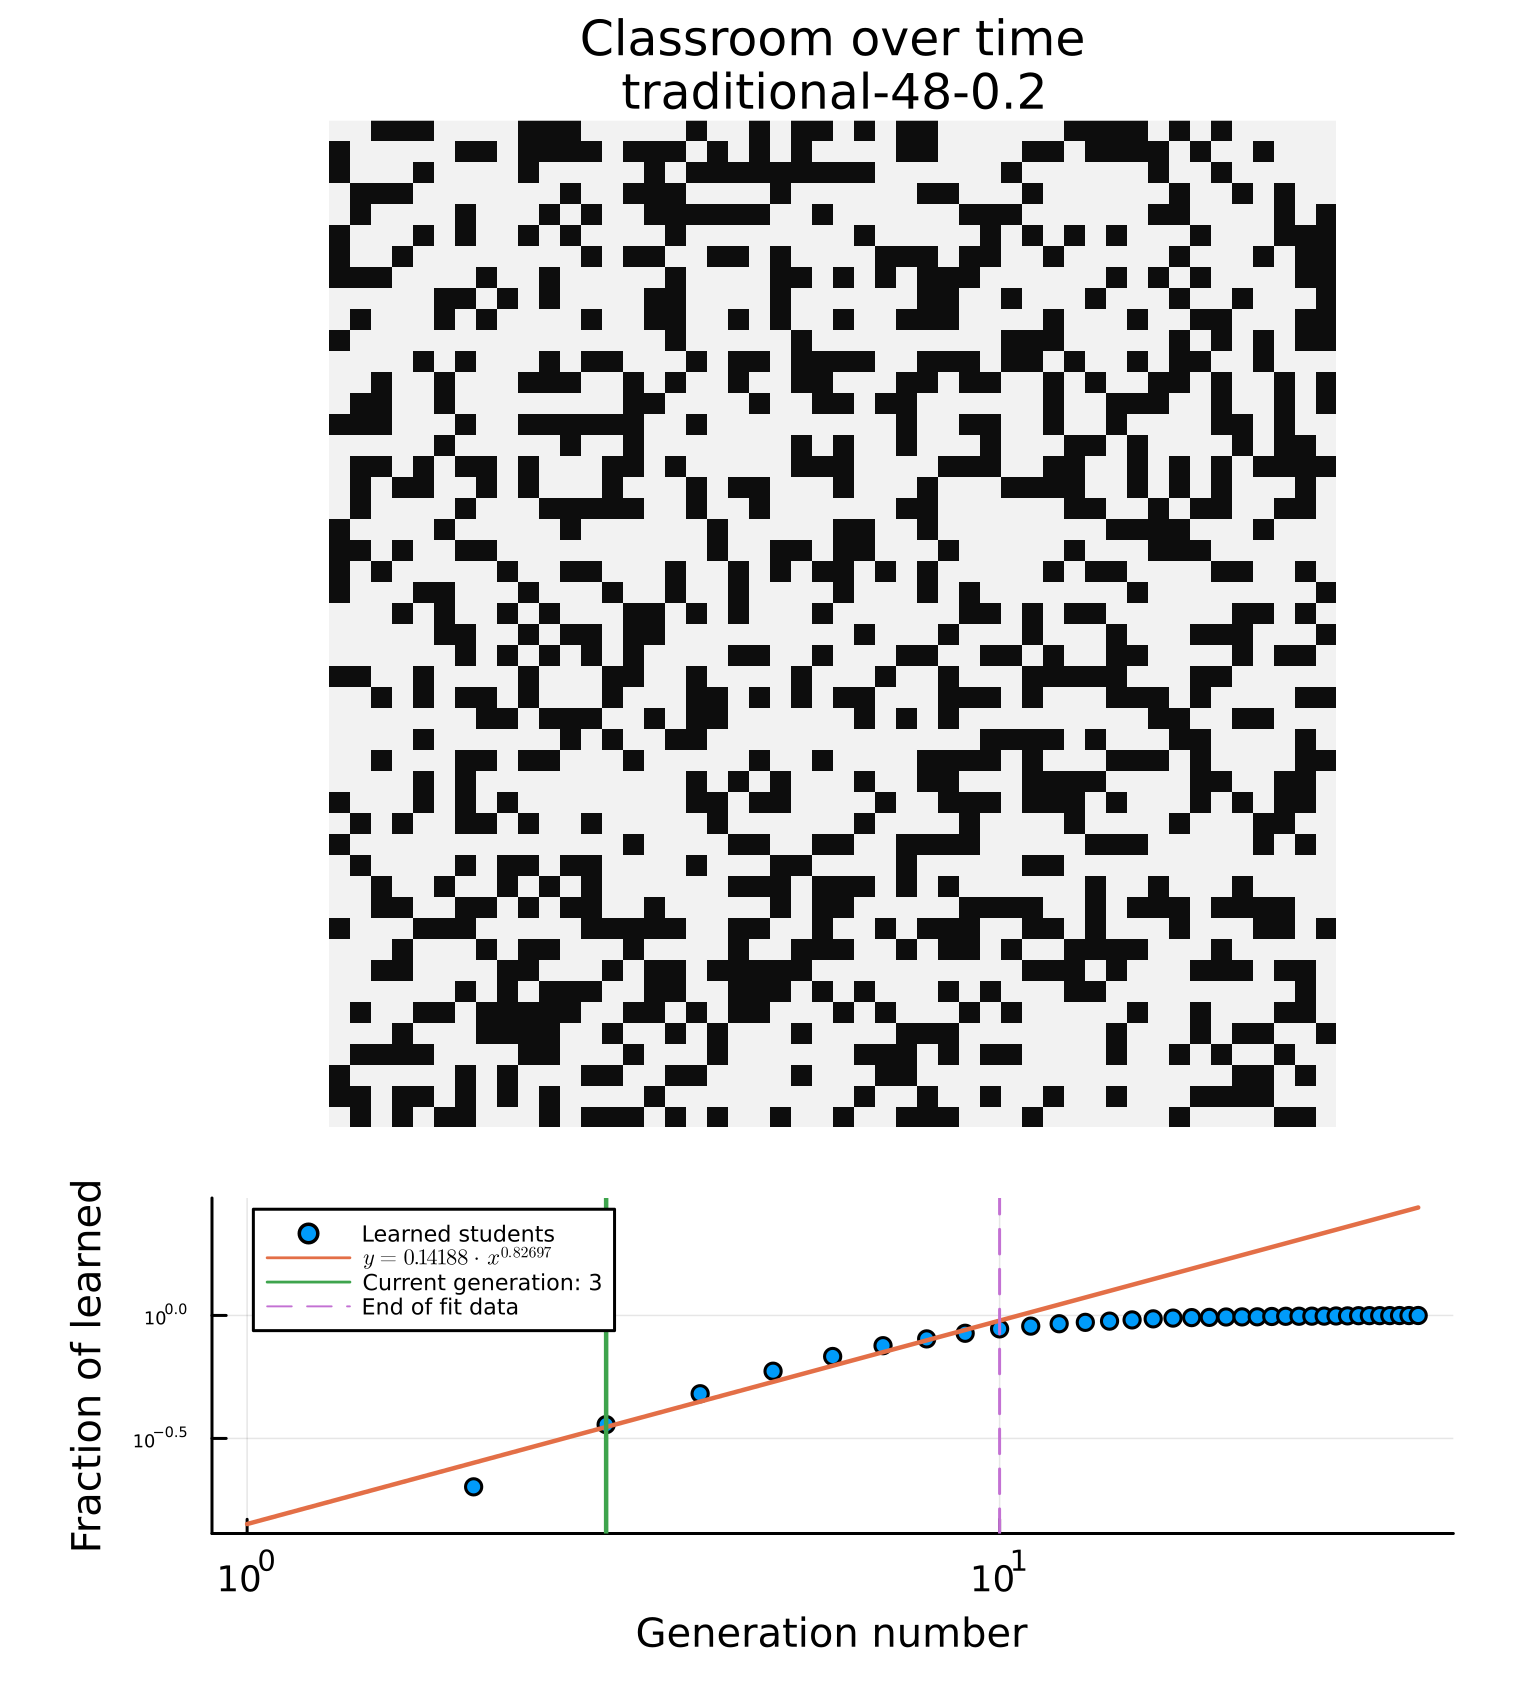 Classroom over time
traditional-48-0.2
Fraction of learned
Learned students
y = 0.14188 · x^0.82697
Current generation: 3
End of fit data
10^0.0
10^−0.5
10^0
10^1
Generation number